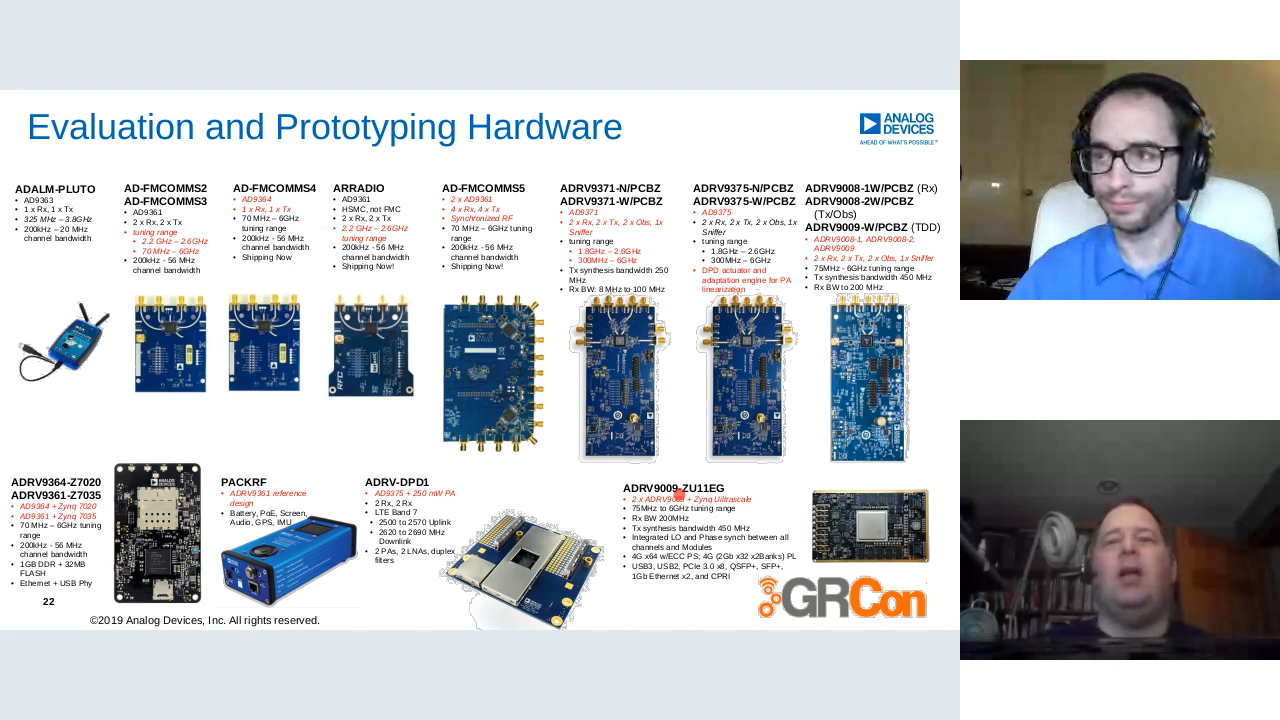 Evaluation and Prototyping Hardware
ANALOG
DEVICES
AHEAD OF WHAT'S POSSIBLE™
ADALM-PLUTO
• AD9363
• 1 x Rx, 1 x Tx
• 325 MHz – 3.8GHz
• 200kHz – 20 MHz
channel bandwidth
AD-FMCOMMS2
AD-FMCOMMS3
• AD9361
• 2 x Rx, 2 x Tx
• tuning range
• 2.2 GHz – 2.6GHz
• 70 MHz – 6GHz
• 200kHz - 56 MHz
channel bandwidth
AD-FMCOMMS4
• AD9364
• 1 x Rx, 1 x Tx
• 70 MHz – 6GHz
tuning range
• 200kHz - 56 MHz
channel bandwidth
• Shipping Now
ARRADIO
• AD9361
• HSMC, not FMC
• 2 x Rx, 2 x Tx
• 2.2 GHz – 2.6GHz
tuning range
• 200kHz - 56 MHz
channel bandwidth
• Shipping Now!
AD-FMCOMMS5
• 2 x AD9361
• 4 x Rx, 4 x Tx
• Synchronized RF
• 70 MHz – 6GHz tuning
range
• 200kHz - 56 MHz
channel bandwidth
• Shipping Now!
ADRV9371-N/PCBZ
ADRV9371-W/PCBZ
• AD9371
• 2 x Rx, 2 x Tx, 2 x Obs, 1x
Sniffer
• tuning range
• 1.8GHz – 2.6GHz
• 300MHz – 6GHz
• Tx synthesis bandwidth 250
MHz
• Rx BW: 8 MHz to 100 MHz
ADRV9375-N/PCBZ
ADRV9375-W/PCBZ
• AD9375
• 2 x Rx, 2 x Tx, 2 x Obs, 1x
Sniffer
• tuning range
• 1.8GHz – 2.6GHz
• 300MHz – 6GHz
• DPD actuator and
adaptation engine for PA
linearization
ADRV9008-1W/PCBZ (Rx)
ADRV9008-2W/PCBZ
(Tx/Obs)
ADRV9009-W/PCBZ (TDD)
• ADRV9008-1, ADRV9008-2,
ADRV9009
• 2 x Rx, 2 x Tx, 2 x Obs, 1x Sniffer
• 75MHz - 6GHz tuning range
• Tx synthesis bandwidth 450 MHz
• Rx BW to 200 MHz
ADRV9364-Z7020
ADRV9361-Z7035
• AD9364 + Zynq 7020
• AD9361 + Zynq 7035
• 70 MHz – 6GHz tuning
range
• 200kHz - 56 MHz
channel bandwidth
• 1GB DDR + 32MB
FLASH
• Ethernet + USB Phy
PACKRF
• ADRV9361 reference
design
• Battery, PoE, Screen,
Audio, GPS, IMU
ADRV-DPD1
• AD9375 + 250 mW PA
• 2 Rx, 2 Rx
• LTE Band 7
• 2500 to 2570 Uplink
• 2620 to 2690 MHz
Downlink
• 2 PAs, 2 LNAs, duplex
filters
ADRV9009-ZU11EG
• 2 x ADRV9009 + Zynq Ulltrascale
• 75MHz to 6GHz tuning range
• Rx BW 200MHz
• Tx synthesis bandwidth 450 MHz
• Integrated LO and Phase synch between all
channels and Modules
• 4G x64 w/ECC PS; 4G (2Gb x32 x2Banks) PL
• USB3, USB2, PCIe 3.0 x8, QSFP+, SFP+,
1Gb Ethernet x2, and CPRI
GRCon
22
©2019 Analog Devices, Inc. All rights reserved.